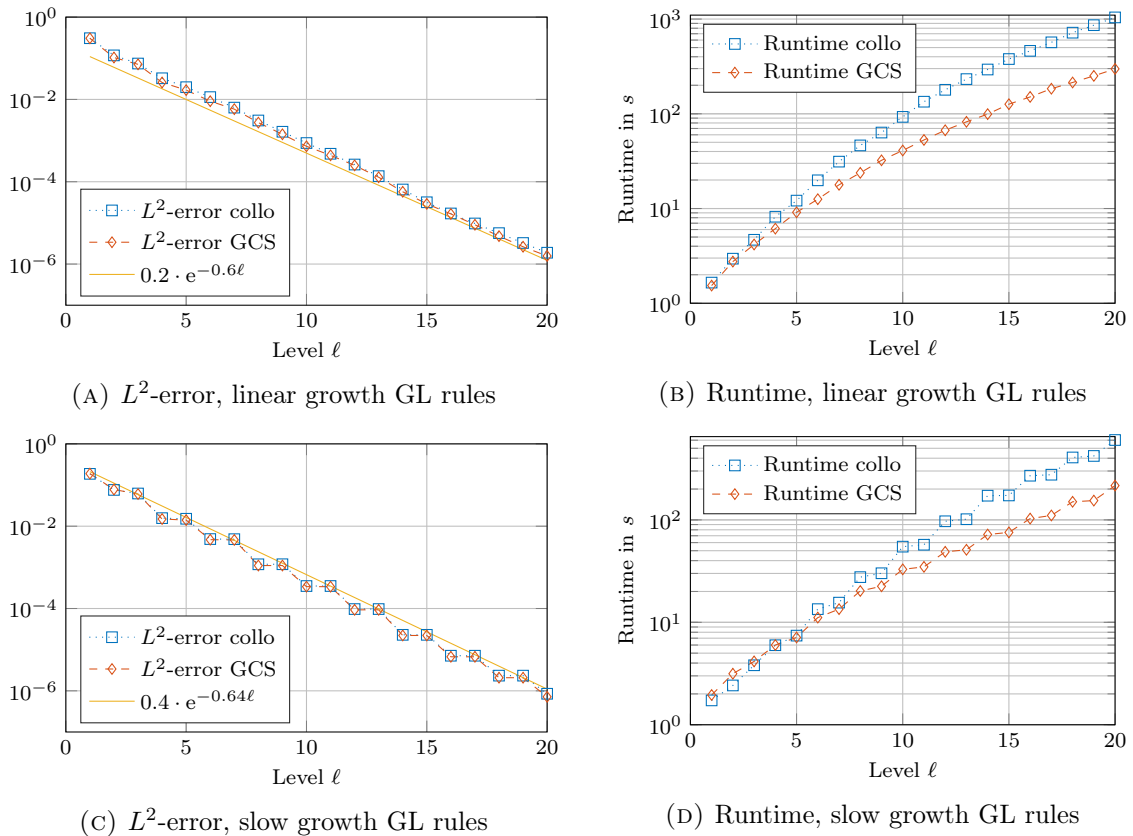 10^0
10^{-2}
10^{-4}
10^{-6}
L^2-error collo
L^2-error GCS
0.2 · e^{-0.6ℓ}
0 5 10 15 20
Level ℓ
(A) L^2-error, linear growth GL rules
Runtime in s
10^3
10^2
10^1
10^0
Runtime collo
Runtime GCS
0 5 10 15 20
Level ℓ
(B) Runtime, linear growth GL rules
10^0
10^{-2}
10^{-4}
10^{-6}
L^2-error collo
L^2-error GCS
0.4 · e^{-0.64ℓ}
0 5 10 15 20
Level ℓ
(C) L^2-error, slow growth GL rules
Runtime in s
10^2
10^1
10^0
Runtime collo
Runtime GCS
0 5 10 15 20
Level ℓ
(D) Runtime, slow growth GL rules